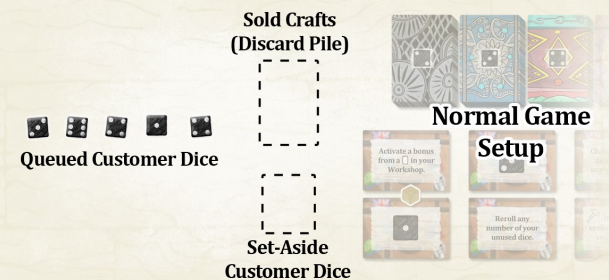 Sold Crafts
(Discard Pile)
Queued Customer Dice
Set-Aside
Customer Dice
Normal Game
Setup
Activate a bonus
from a in your
Workshop.
Reroll any
number of your
unused dice.